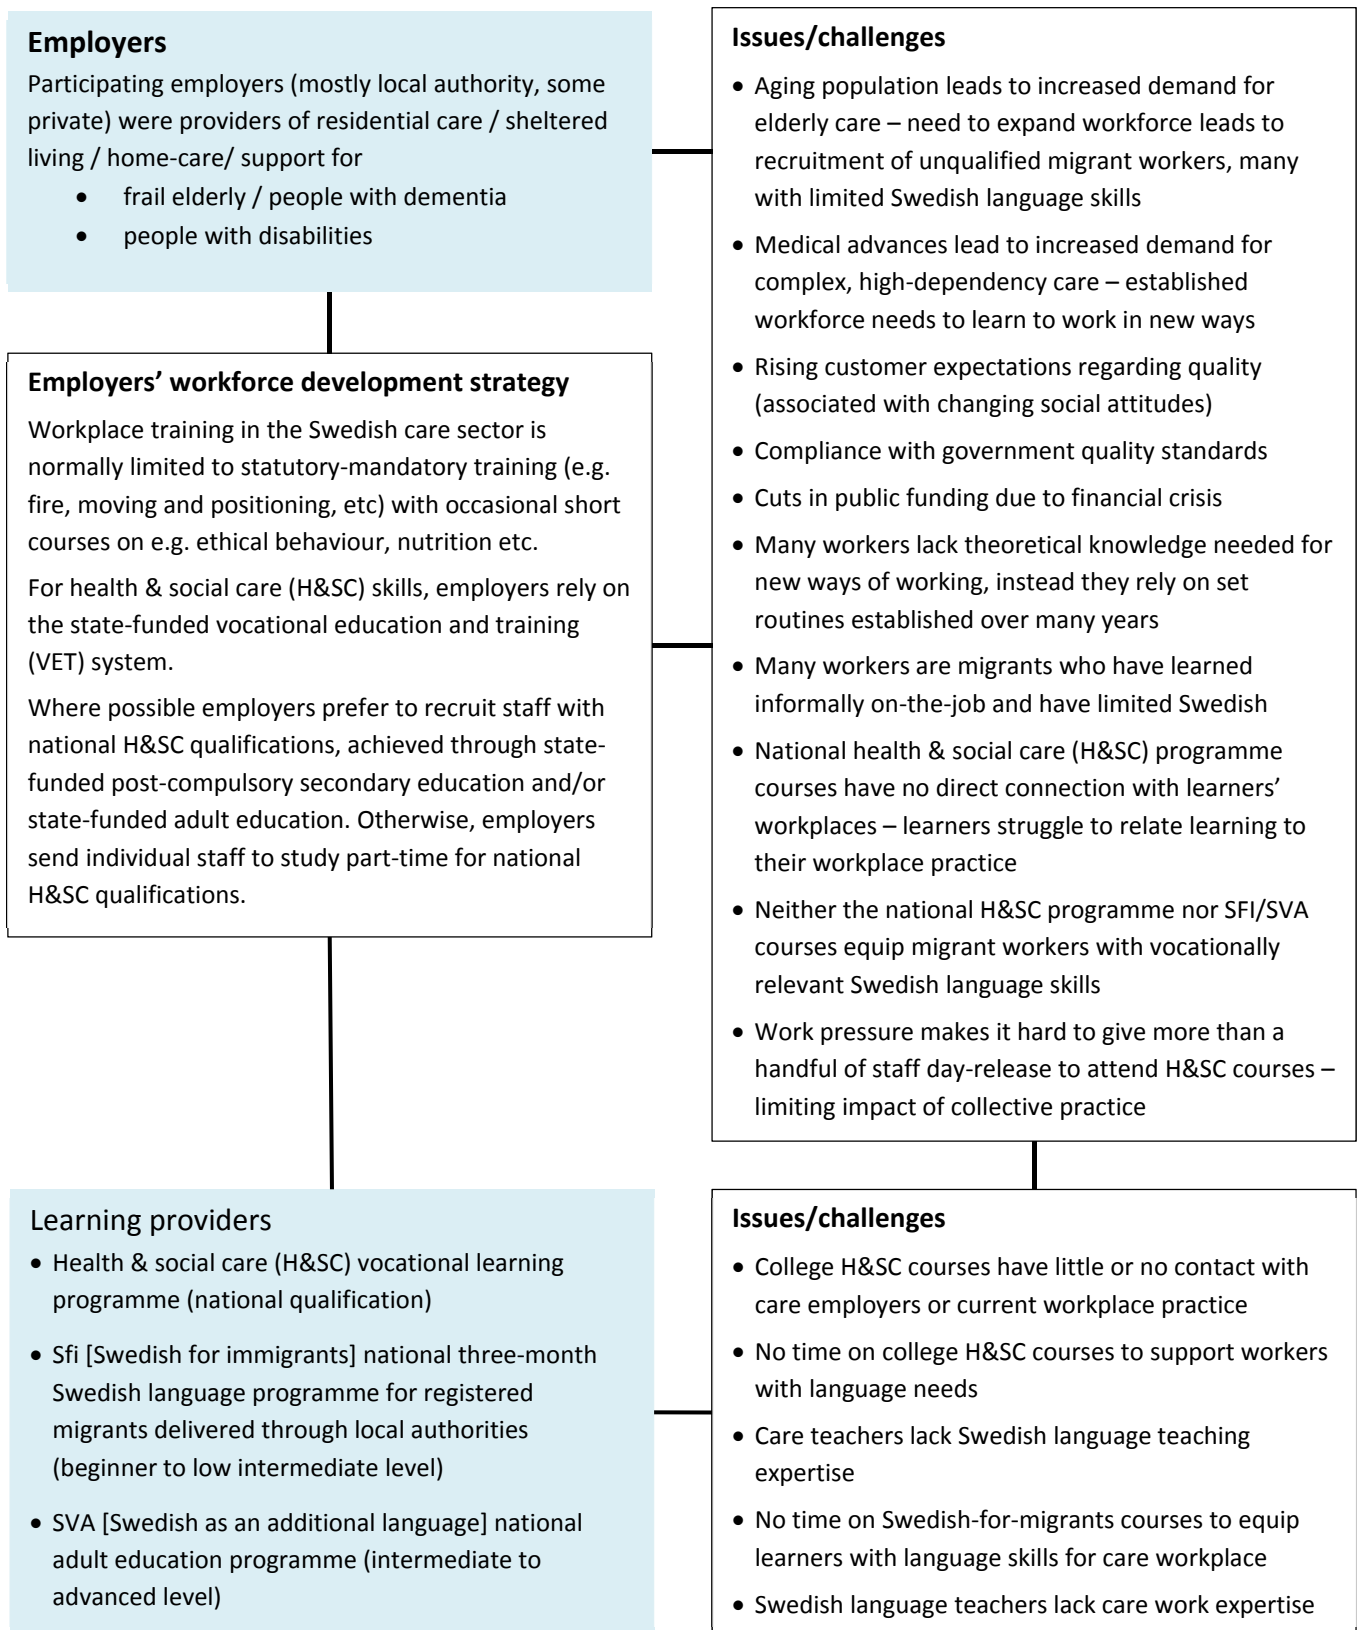 Employers
Participating employers (mostly local authority, some
private) were providers of residential care / sheltered
living / home-care/ support for
• frail elderly / people with dementia
• people with disabilities
Employers’ workforce development strategy
Workplace training in the Swedish care sector is
normally limited to statutory-mandatory training (e.g.
fire, moving and positioning, etc) with occasional short
courses on e.g. ethical behaviour, nutrition etc.
For health & social care (H&SC) skills, employers rely on
the state-funded vocational education and training
(VET) system.
Where possible employers prefer to recruit staff with
national H&SC qualifications, achieved through state-
funded post-compulsory secondary education and/or
state-funded adult education. Otherwise, employers
send individual staff to study part-time for national
H&SC qualifications.
Issues/challenges
• Aging population leads to increased demand for
elderly care – need to expand workforce leads to
recruitment of unqualified migrant workers, many
with limited Swedish language skills
• Medical advances lead to increased demand for
complex, high-dependency care – established
workforce needs to learn to work in new ways
• Rising customer expectations regarding quality
(associated with changing social attitudes)
• Compliance with government quality standards
• Cuts in public funding due to financial crisis
• Many workers lack theoretical knowledge needed for
new ways of working, instead they rely on set
routines established over many years
• Many workers are migrants who have learned
informally on-the-job and have limited Swedish
• National health & social care (H&SC) programme
courses have no direct connection with learners’
workplaces – learners struggle to relate learning to
their workplace practice
• Neither the national H&SC programme nor SFI/SVA
courses equip migrant workers with vocationally
relevant Swedish language skills
• Work pressure makes it hard to give more than a
handful of staff day-release to attend H&SC courses –
limiting impact of collective practice
Learning providers
• Health & social care (H&SC) vocational learning
programme (national qualification)
• Sfi [Swedish for immigrants] national three-month
Swedish language programme for registered
migrants delivered through local authorities
(beginner to low intermediate level)
• SVA [Swedish as an additional language] national
adult education programme (intermediate to
advanced level)
Issues/challenges
• College H&SC courses have little or no contact with
care employers or current workplace practice
• No time on college H&SC courses to support workers
with language needs
• Care teachers lack Swedish language teaching
expertise
• No time on Swedish-for-migrants courses to equip
learners with language skills for care workplace
• Swedish language teachers lack care work expertise